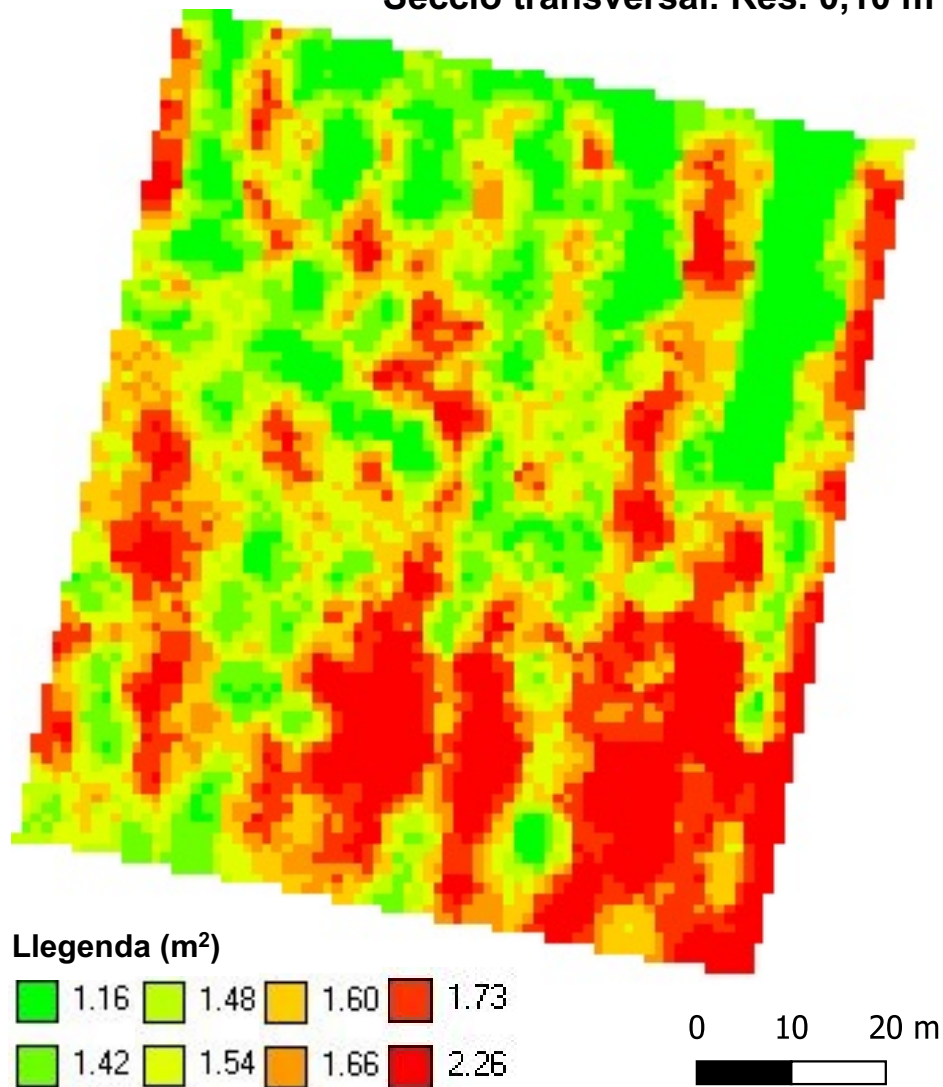 Secció transversal. Res. 0,10 m
Llegenda (m²)
1.16 1.48 1.60 1.73
1.42 1.54 1.66 2.26
0 10 20 m